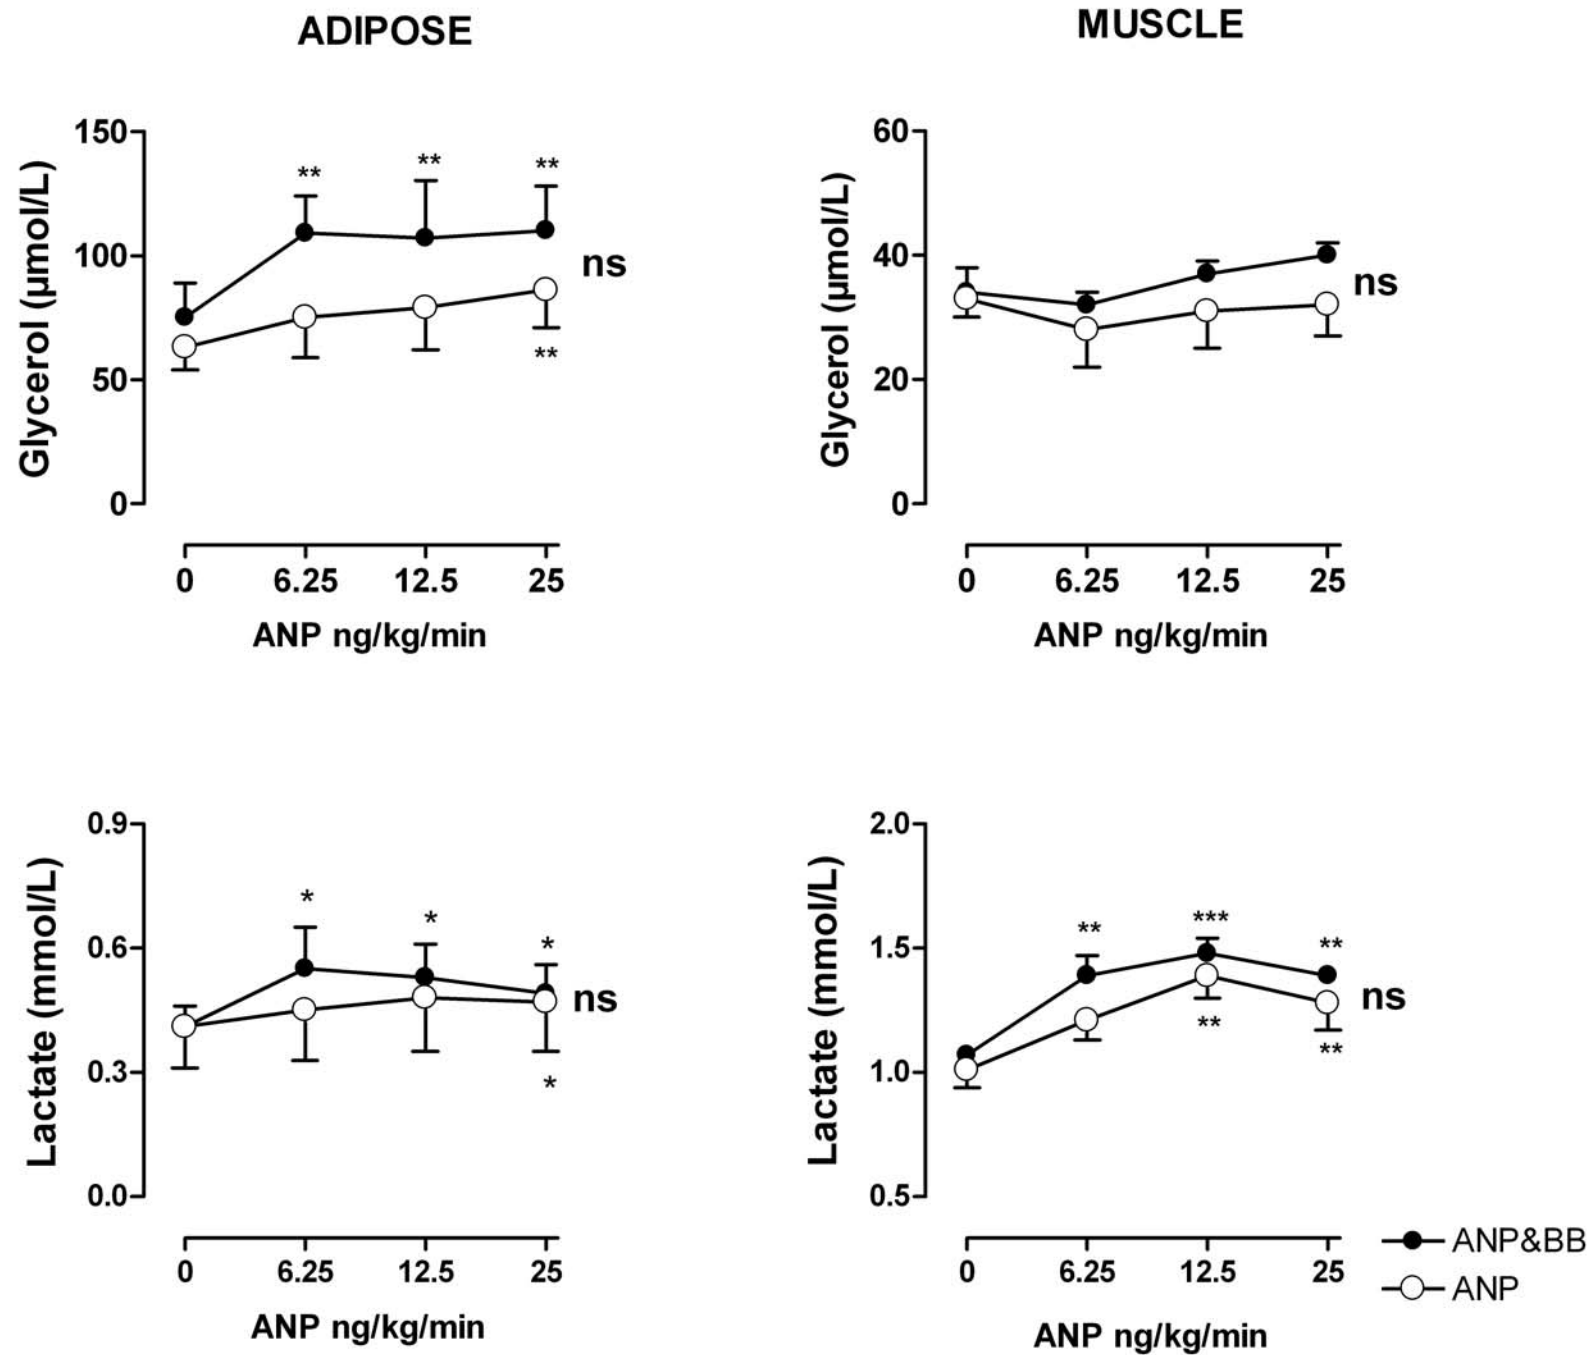 ADIPOSE
MUSCLE
Glycerol (µmol/L)
150
100
50
0
**
**
**
ns
**
0 6.25 12.5 25
ANP ng/kg/min
Glycerol (µmol/L)
60
40
20
0
ns
0 6.25 12.5 25
ANP ng/kg/min
Lactate (mmol/L)
0.9
0.6
0.3
0.0
*
*
*
ns
*
0 6.25 12.5 25
ANP ng/kg/min
Lactate (mmol/L)
2.0
1.5
1.0
0.5
**
***
**
ns
**
**
0 6.25 12.5 25
ANP ng/kg/min
ANP&BB
ANP